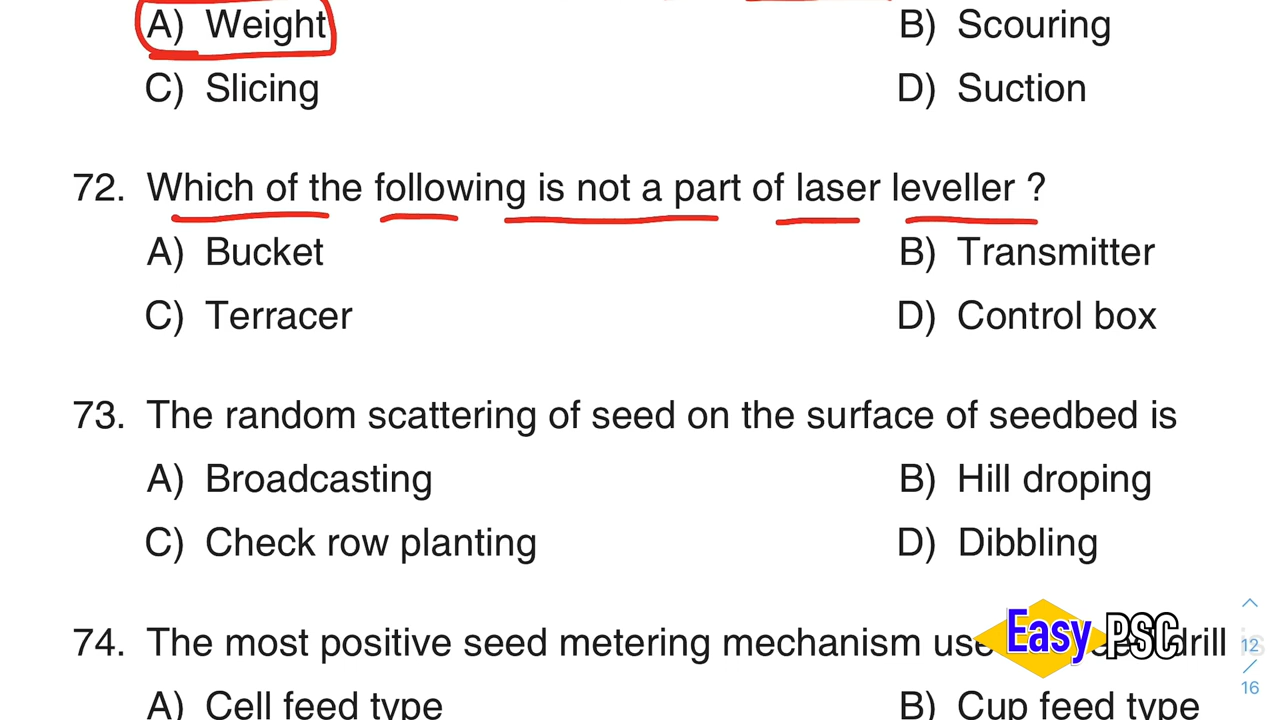 A) Weight B) Scouring
C) Slicing D) Suction
72. Which of the following is not a part of laser leveller ?
A) Bucket B) Transmitter
C) Terracer D) Control box
73. The random scattering of seed on the surface of seedbed is
A) Broadcasting B) Hill droping
C) Check row planting D) Dibbling
74. The most positive seed metering mechanism drill is
A) Cell feed type B) Cup feed type
Easy PSC
12
/
16